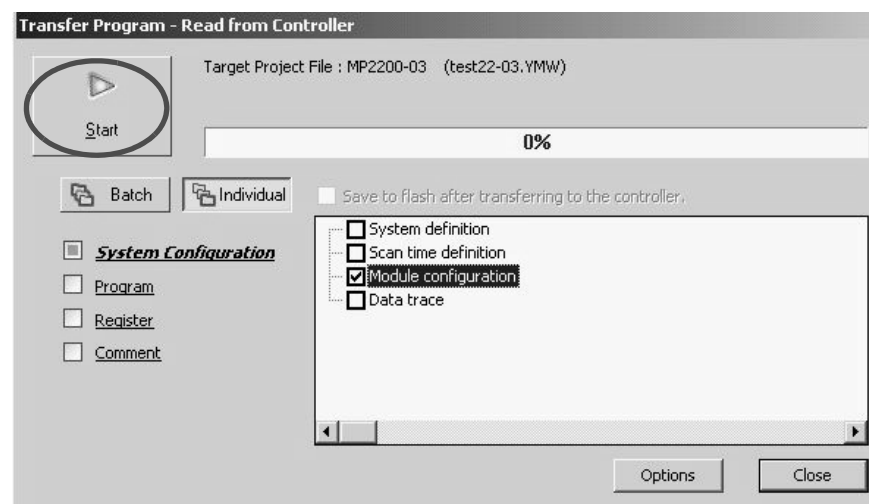 Transfer Program - Read from Controller
Target Project File : MP2200-03 (test22-03.YMW)
Start
0%
Batch
Individual
Save to flash after transferring to the controller.
System Configuration
Program
Register
Comment
System definition
Scan time definition
Module configuration
Data trace
Options
Close